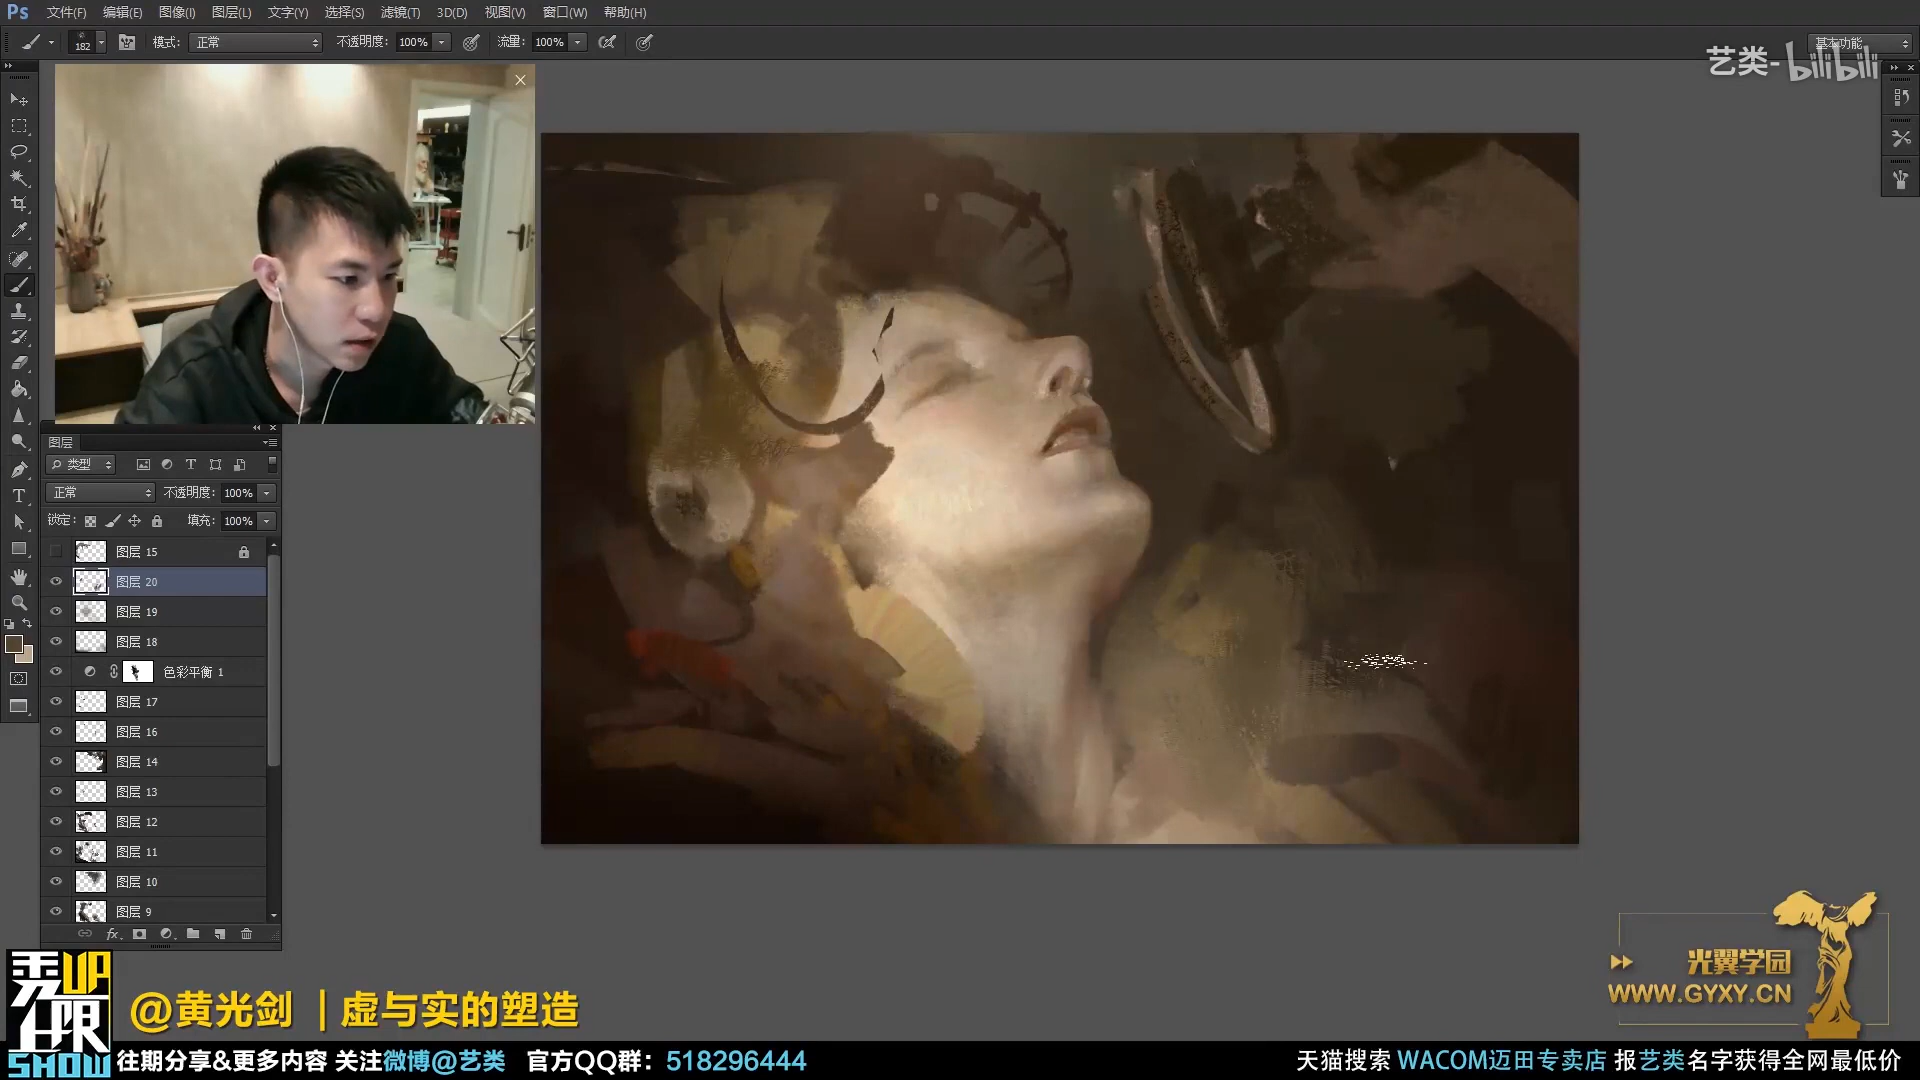 Ps 文件(F) 编辑(E) 图像(I) 图层(L) 文字(Y) 选择(S) 滤镜(T) 3D(D) 视图(V) 窗口(W) 帮助(H)
182 模式: 正常 不透明度: 100% 流量: 100% 基本功能
艺类-bilibili
图层
类型
正常 不透明度: 100%
锁定: 填充: 100%
图层 15
图层 20
图层 19
图层 18
色彩平衡 1
图层 17
图层 16
图层 14
图层 13
图层 12
图层 11
图层 10
图层 9
fx
光翼学园
WWW.GYXY.CN
秀UP
HR
SHOW
@黄光剑 | 虚与实的塑造
往期分享&更多内容 关注微博@艺类 官方QQ群: 518296444
天猫搜索 WACOM迈田专卖店 报艺类名字获得全网最低价